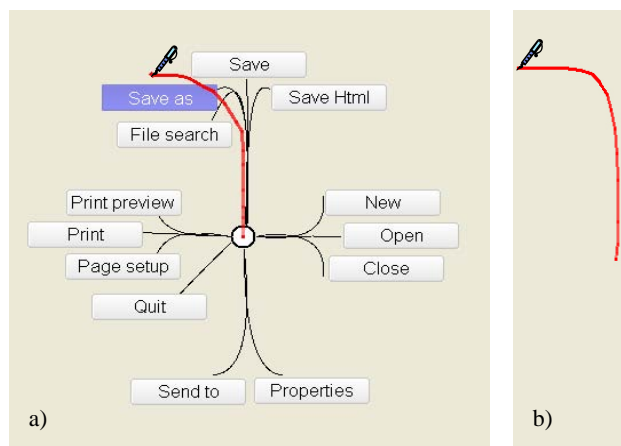 Save
Save as
Save Html
File search
Print preview
New
Print
Open
Page setup
Close
Quit
Send to
Properties
a)
b)